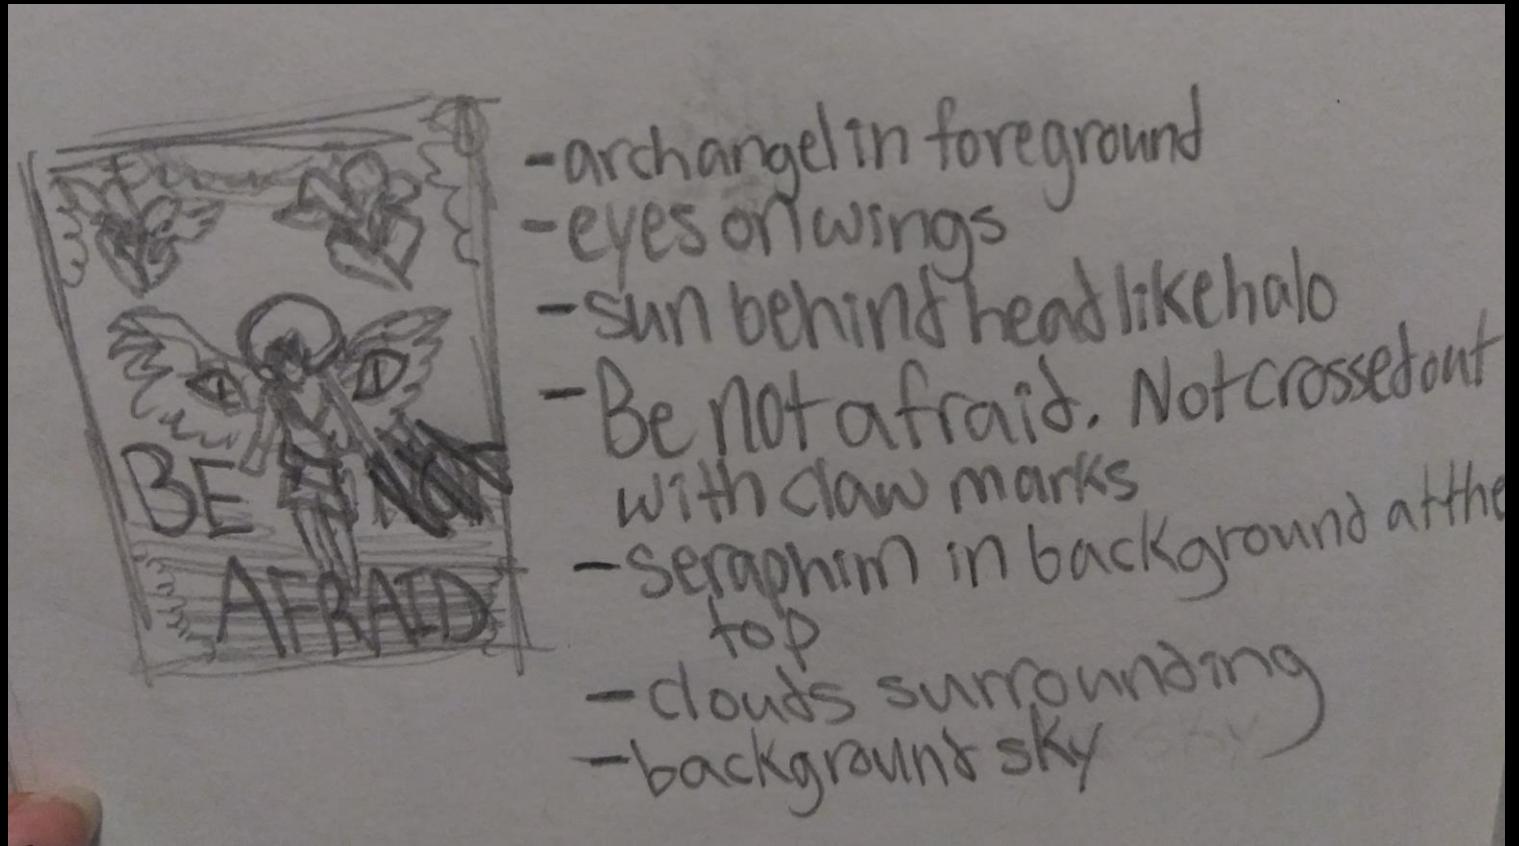 BE NOT
AFRAID
-archangel in foreground
-eyes on wings
-sun behind head like halo
-Be not afraid. Not crossed out
with claw marks
-seraphim in background at the
top
-clouds surrounding
-background sky